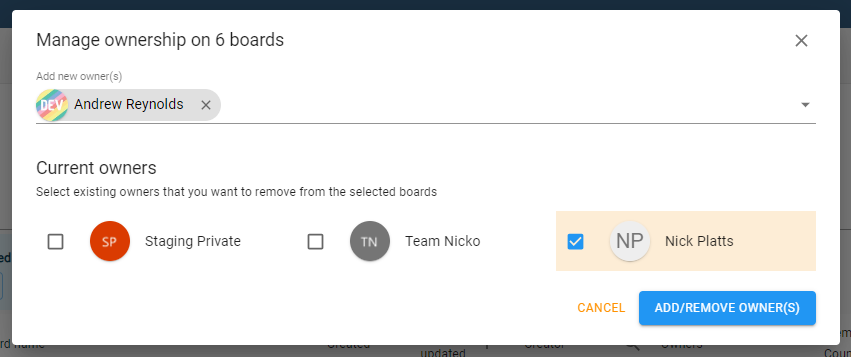 Manage ownership on 6 boards
Add new owner(s)
DEV Andrew Reynolds
Current owners
Select existing owners that you want to remove from the selected boards
SP Staging Private TN Team Nicko NP Nick Platts
CANCEL ADD/REMOVE OWNER(S)
updated